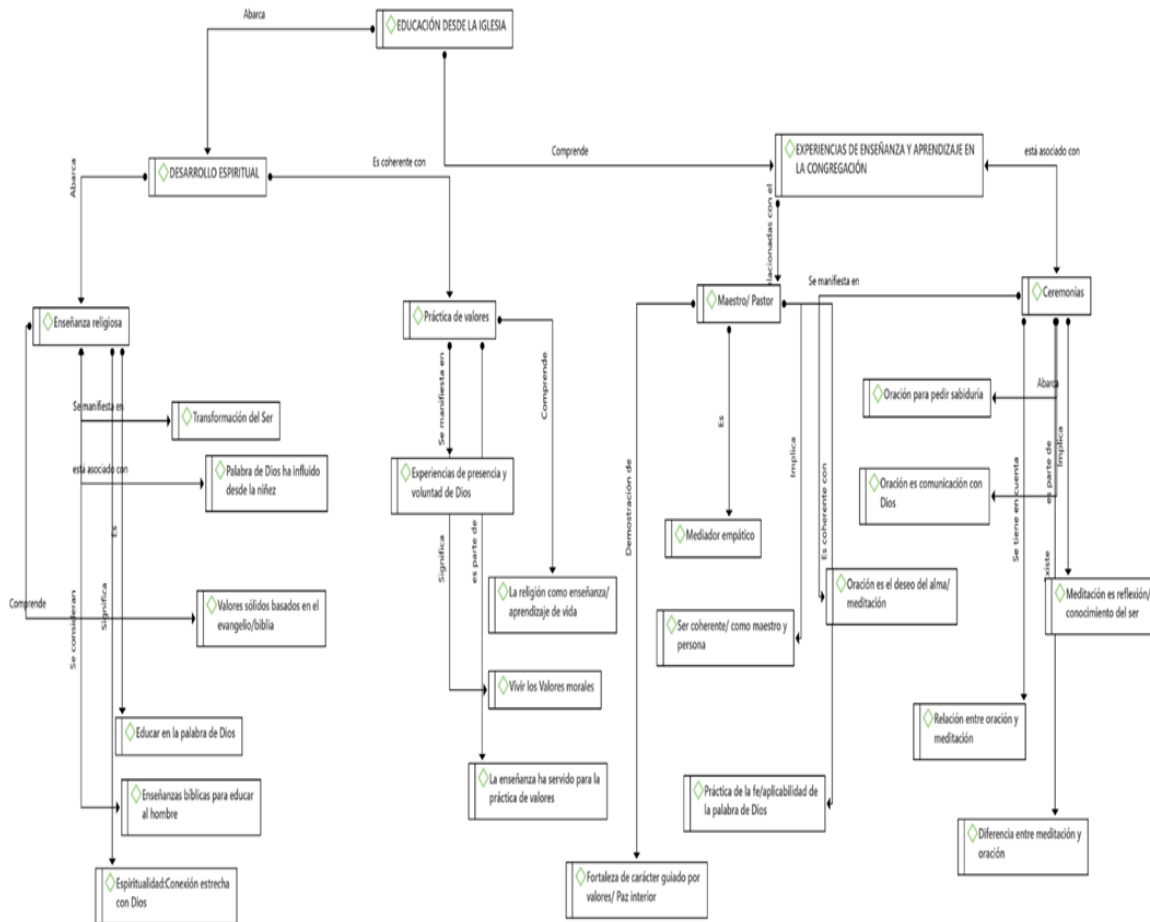 Abarca
EDUCACIÓN DESDE LA IGLESIA
Comprende
EXPERIENCIAS DE ENSEÑANZA Y APRENDIZAJE EN
LA CONGREGACIÓN
está asociado con
Es coherente con
DESARROLLO ESPIRITUAL
Abarca
elacionadas con el
Se manifiesta en
Maestro/ Pastor
Ceremonias
Enseñanza religiosa
Práctica de valores
Se manifiesta en
Comprende
Abarca
Oración para pedir sabiduria
Se manifiesta en
Transformación del Ser
Es
Implica
es parte de
Implica
está asociado con
Palabra de Dios ha influido
desde la niñez
Experiencias de presencia y
voluntad de Dios
Demostración de
Es coherente con
Oración es comunicación con
Dios
Se tiene en cuenta
Es
Significa
es parte de
Mediador empático
xiste
Comprende
Se consideran
Significa
Valores sólidos basados en el
evangelio/biblia
La religión como enseñanza/
aprendizaje de vida
Oración es el deseo del alma/
meditación
Meditación es reflexión/
conocimiento del ser
Ser coherente/ como maestro y
persona
Vivir los Valores morales
Relación entre oración y
meditación
Educar en la palabra de Dios
La enseñanza ha servido para la
práctica de valores
Práctica de la fe/aplicabilidad de
la palabra de Dios
Enseñanzas bíblicas para educar
al hombre
Diferencia entre meditación y
oración
Espiritualidad:Conexión estrecha
con Dios
Fortaleza de carácter guiado por
valores/ Paz interior